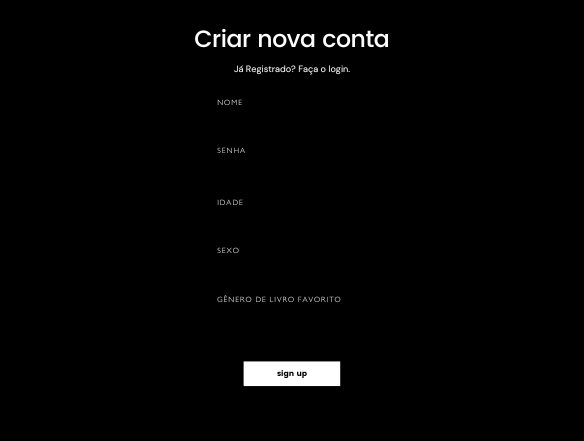 Criar nova conta
Já Registrado? Faça o login.
NOME
SENHA
IDADE
SEXO
GÊNERO DE LIVRO FAVORITO
sign up